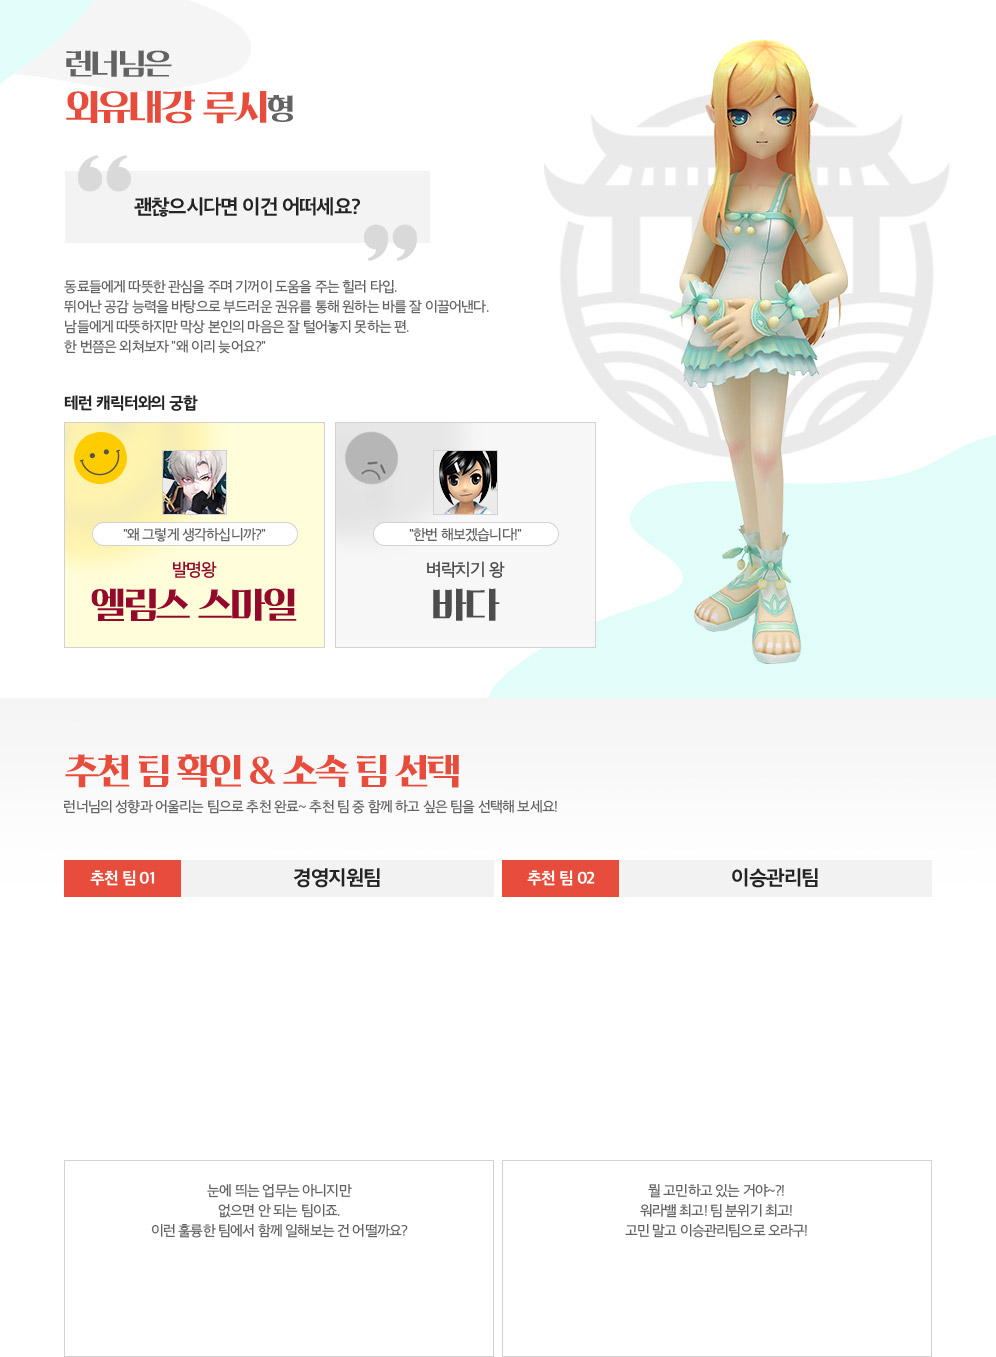 런너님은
외유내강 루시형
괜찮으시다면 이건 어떠세요?
동료들에게 따뜻한 관심을 주며 기꺼이 도움을 주는 힐러 타입.
뛰어난 공감 능력을 바탕으로 부드러운 권유를 통해 원하는 바를 잘 이끌어낸다.
남들에게 따뜻하지만 막상 본인의 마음은 잘 털어놓지 못하는 편.
한 번쯤은 외쳐보자 "왜 이리 늦어요?"
테런 캐릭터와의 궁합
"왜 그렇게 생각하십니까?"
발명왕
엘림스 스마일
"한번 해보겠습니다!"
벼락치기 왕
바다
추천 팀 확인 & 소속 팀 선택
런너님의 성향과 어울리는 팀으로 추천 완료~ 추천 팀 중 함께 하고 싶은 팀을 선택해 보세요!
추천 팀 01 경영지원팀
추천 팀 02 이승관리팀
눈에 띄는 업무는 아니지만
없으면 안 되는 팀이죠.
이런 훌륭한 팀에서 함께 일해보는 건 어떨까요?
뭘 고민하고 있는 거야~?!
워라밸 최고! 팀 분위기 최고!
고민 말고 이승관리팀으로 오라구!